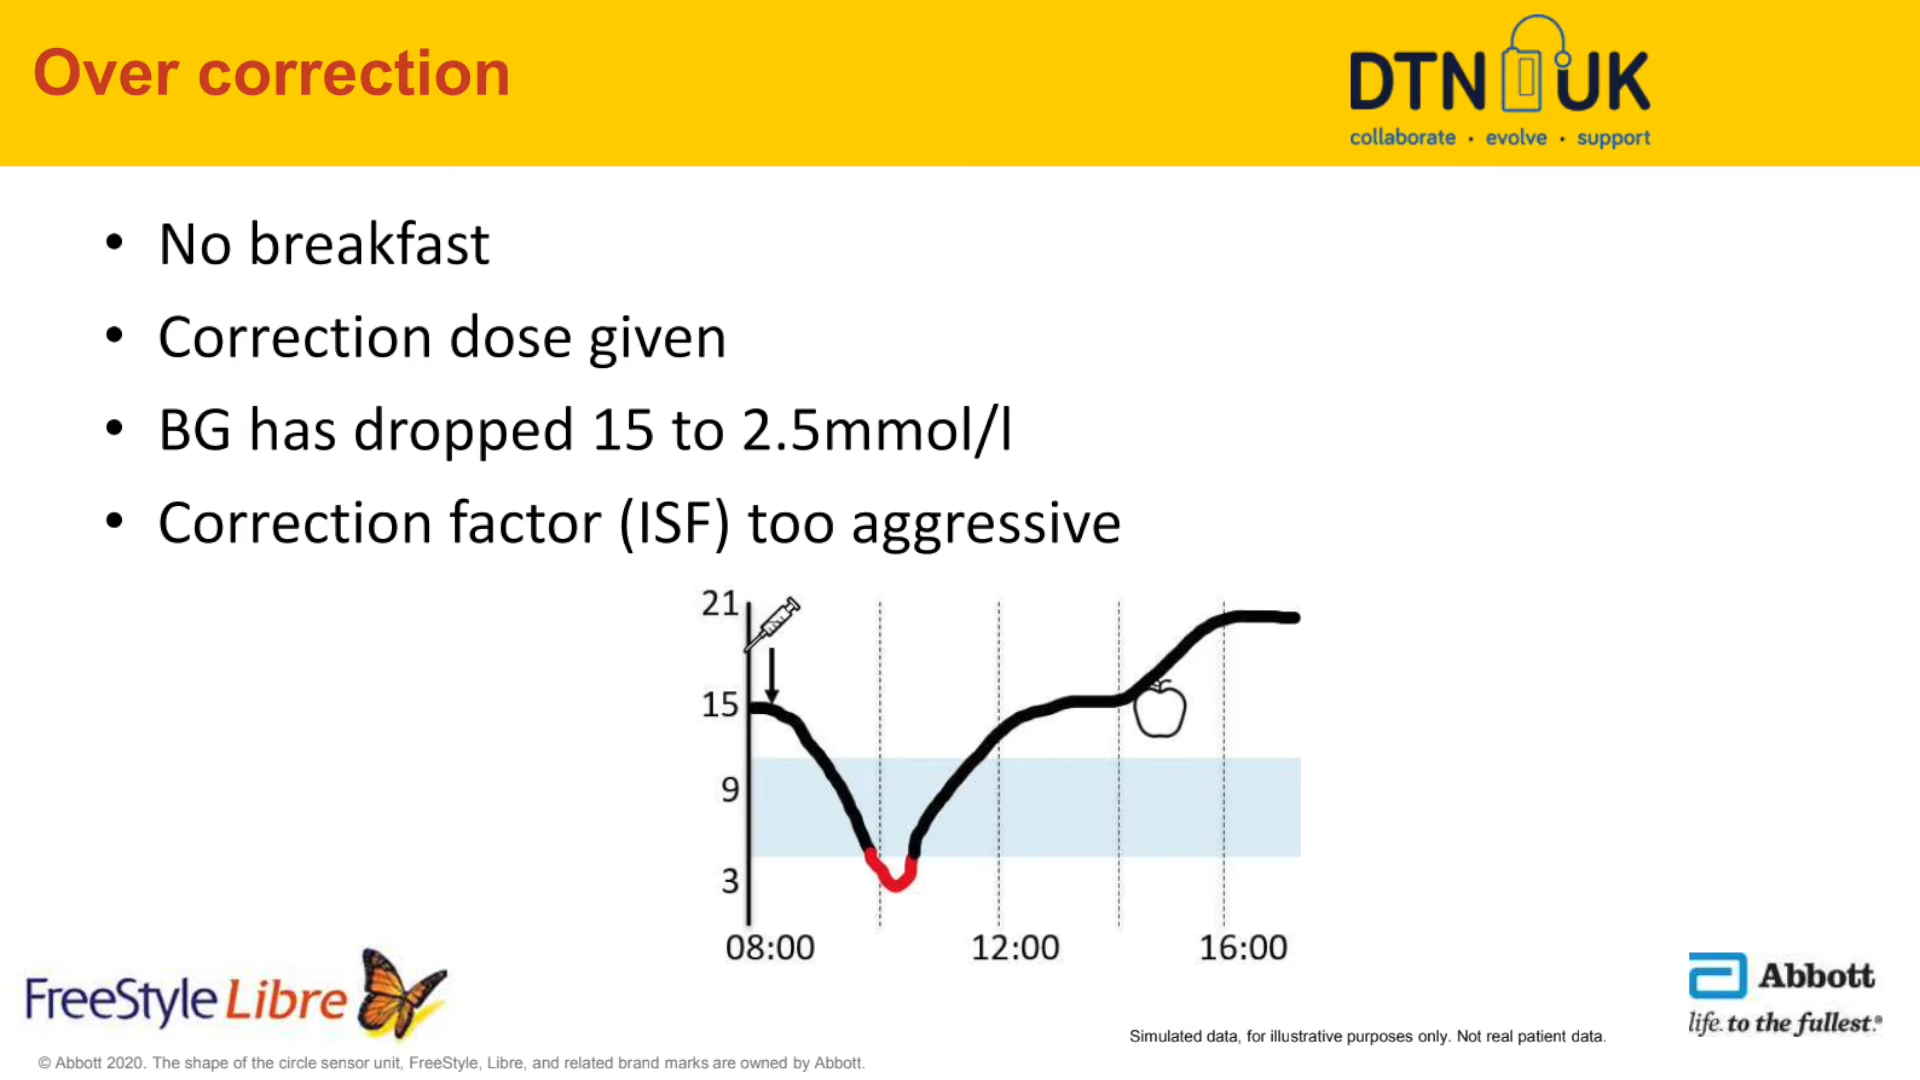 Over correction
DTN UK
collaborate · evolve · support
• No breakfast
• Correction dose given
• BG has dropped 15 to 2.5mmol/l
• Correction factor (ISF) too aggressive
21
15
9
3
08:00 12:00 16:00
FreeStyle Libre
Abbott
life. to the fullest.®
Simulated data, for illustrative purposes only. Not real patient data.
© Abbott 2020. The shape of the circle sensor unit, FreeStyle, Libre, and related brand marks are owned by Abbott.